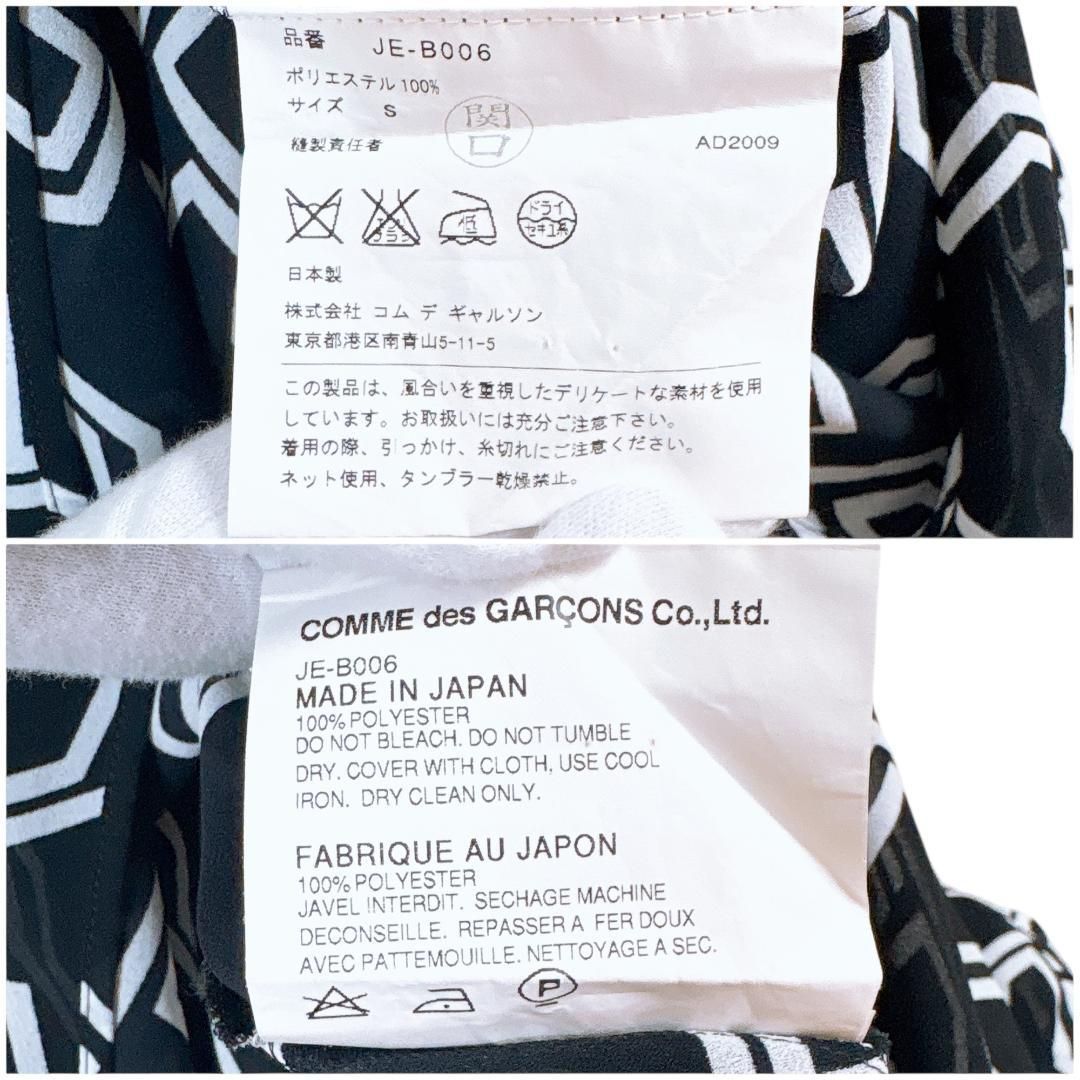 品番 JE-B006
ポリエステル 100%
サイズ S
関口
縫製責任者
AD2009
エンソ サラシ
低
ドライ
セキユ系
日本製
株式会社 コム デ ギャルソン
東京都港区南青山5-11-5
この製品は、風合いを重視したデリケートな素材を使用
しています。お取扱いには充分ご注意下さい。
着用の際、引っかけ、糸切れにご注意ください。
ネット使用、タンブラー乾燥禁止。
COMME des GARÇONS Co.,Ltd.
JE-B006
MADE IN JAPAN
100% POLYESTER
DO NOT BLEACH. DO NOT TUMBLE
DRY. COVER WITH CLOTH, USE COOL
IRON. DRY CLEAN ONLY.
FABRIQUE AU JAPON
100% POLYESTER
JAVEL INTERDIT. SECHAGE MACHINE
DECONSEILLE. REPASSER A FER DOUX
AVEC PATTEMOUILLE. NETTOYAGE A SEC.
P